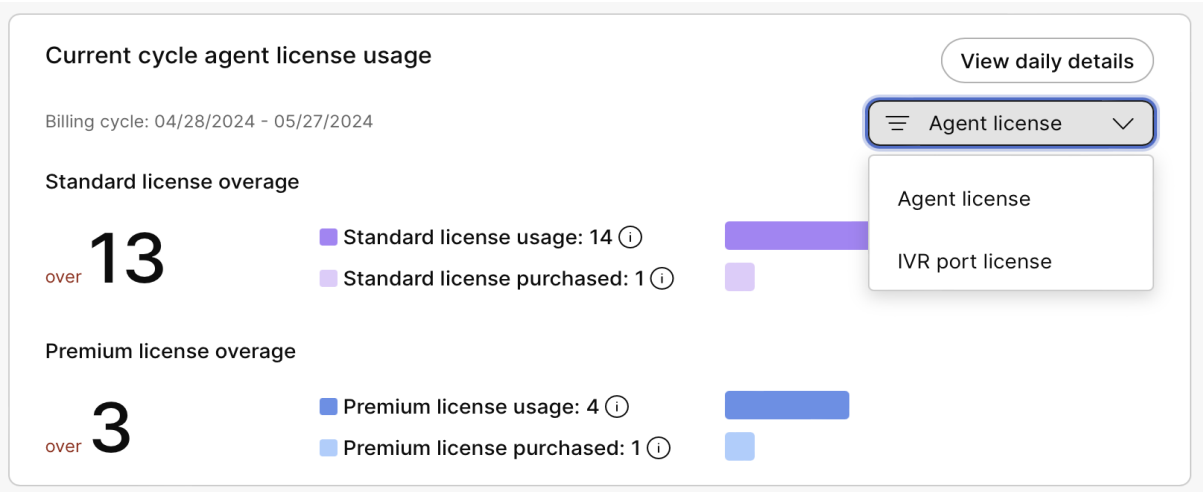 Current cycle agent license usage
View daily details
Billing cycle: 04/28/2024 - 05/27/2024
Agent license
Agent license
IVR port license
Standard license overage
over 13
Standard license usage: 14
Standard license purchased: 1
Premium license overage
over 3
Premium license usage: 4
Premium license purchased: 1